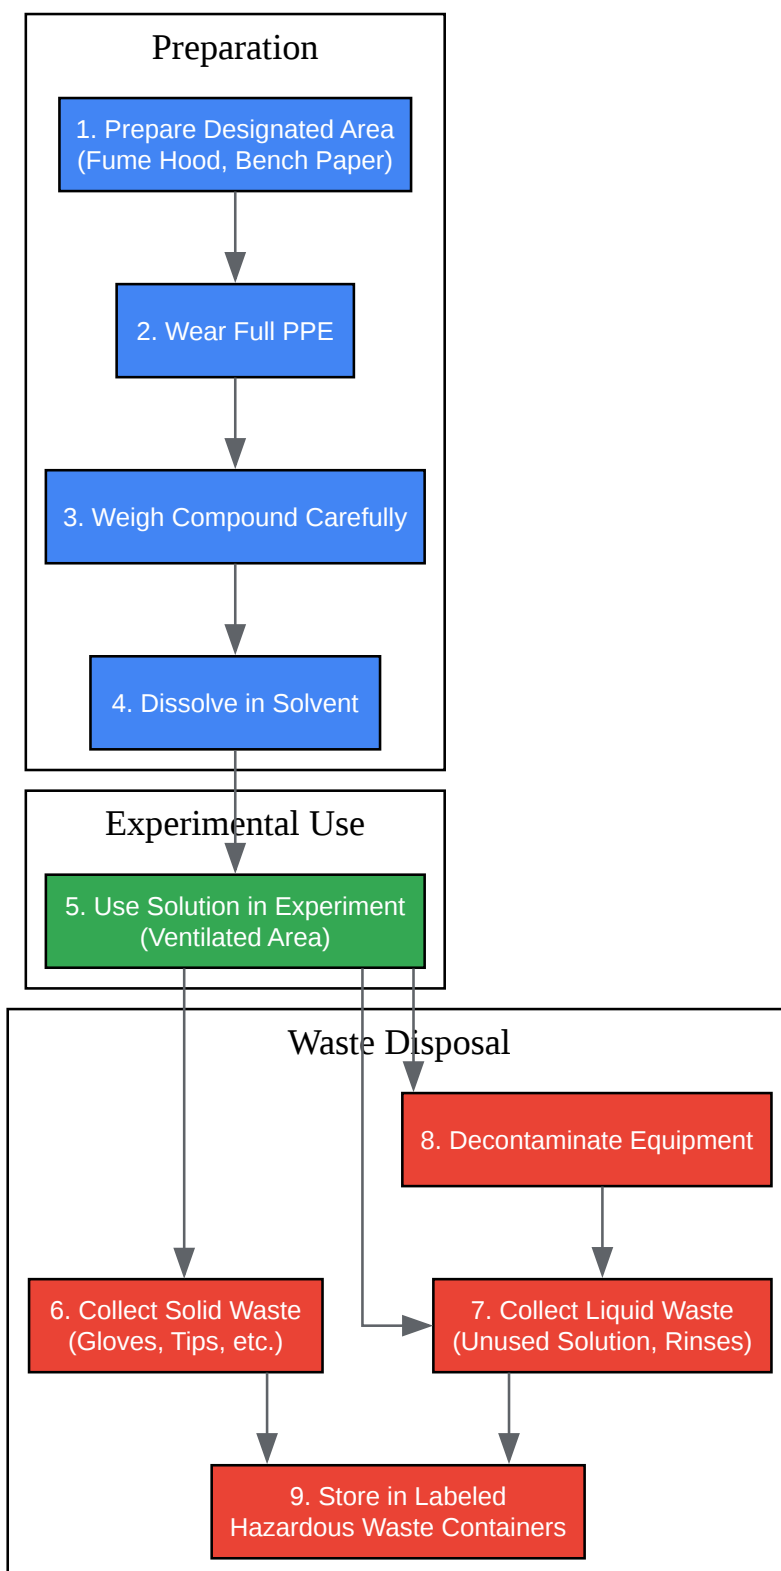 Preparation
1. Prepare Designated Area
(Fume Hood, Bench Paper)
2. Wear Full PPE
3. Weigh Compound Carefully
4. Dissolve in Solvent
Experimental Use
5. Use Solution in Experiment
(Ventilated Area)
Waste Disposal
8. Decontaminate Equipment
6. Collect Solid Waste
(Gloves, Tips, etc.)
7. Collect Liquid Waste
(Unused Solution, Rinses)
9. Store in Labeled
Hazardous Waste Containers